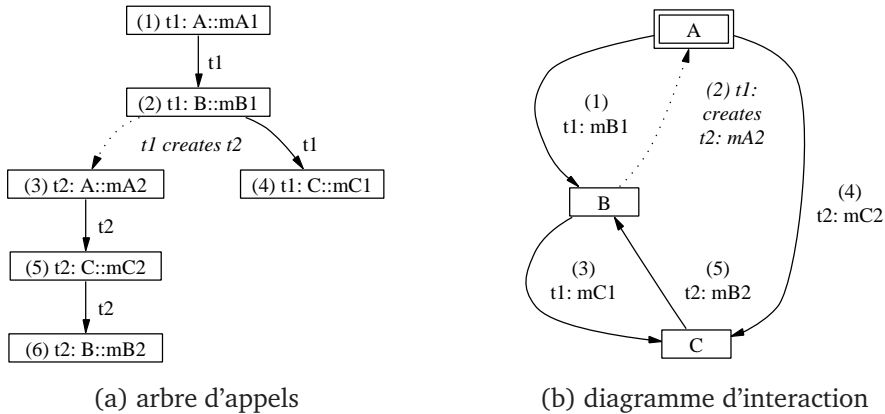 (1) t1: A::mA1
t1
(2) t1: B::mB1
t1 creates t2
t1
(3) t2: A::mA2
(4) t1: C::mC1
t2
(5) t2: C::mC2
t2
(6) t2: B::mB2
(a) arbre d'appels
A
(1)
t1: mB1
(2) t1:
creates
t2: mA2
B
(4)
t2: mC2
(3)
t1: mC1
(5)
t2: mB2
C
(b) diagramme d'interaction